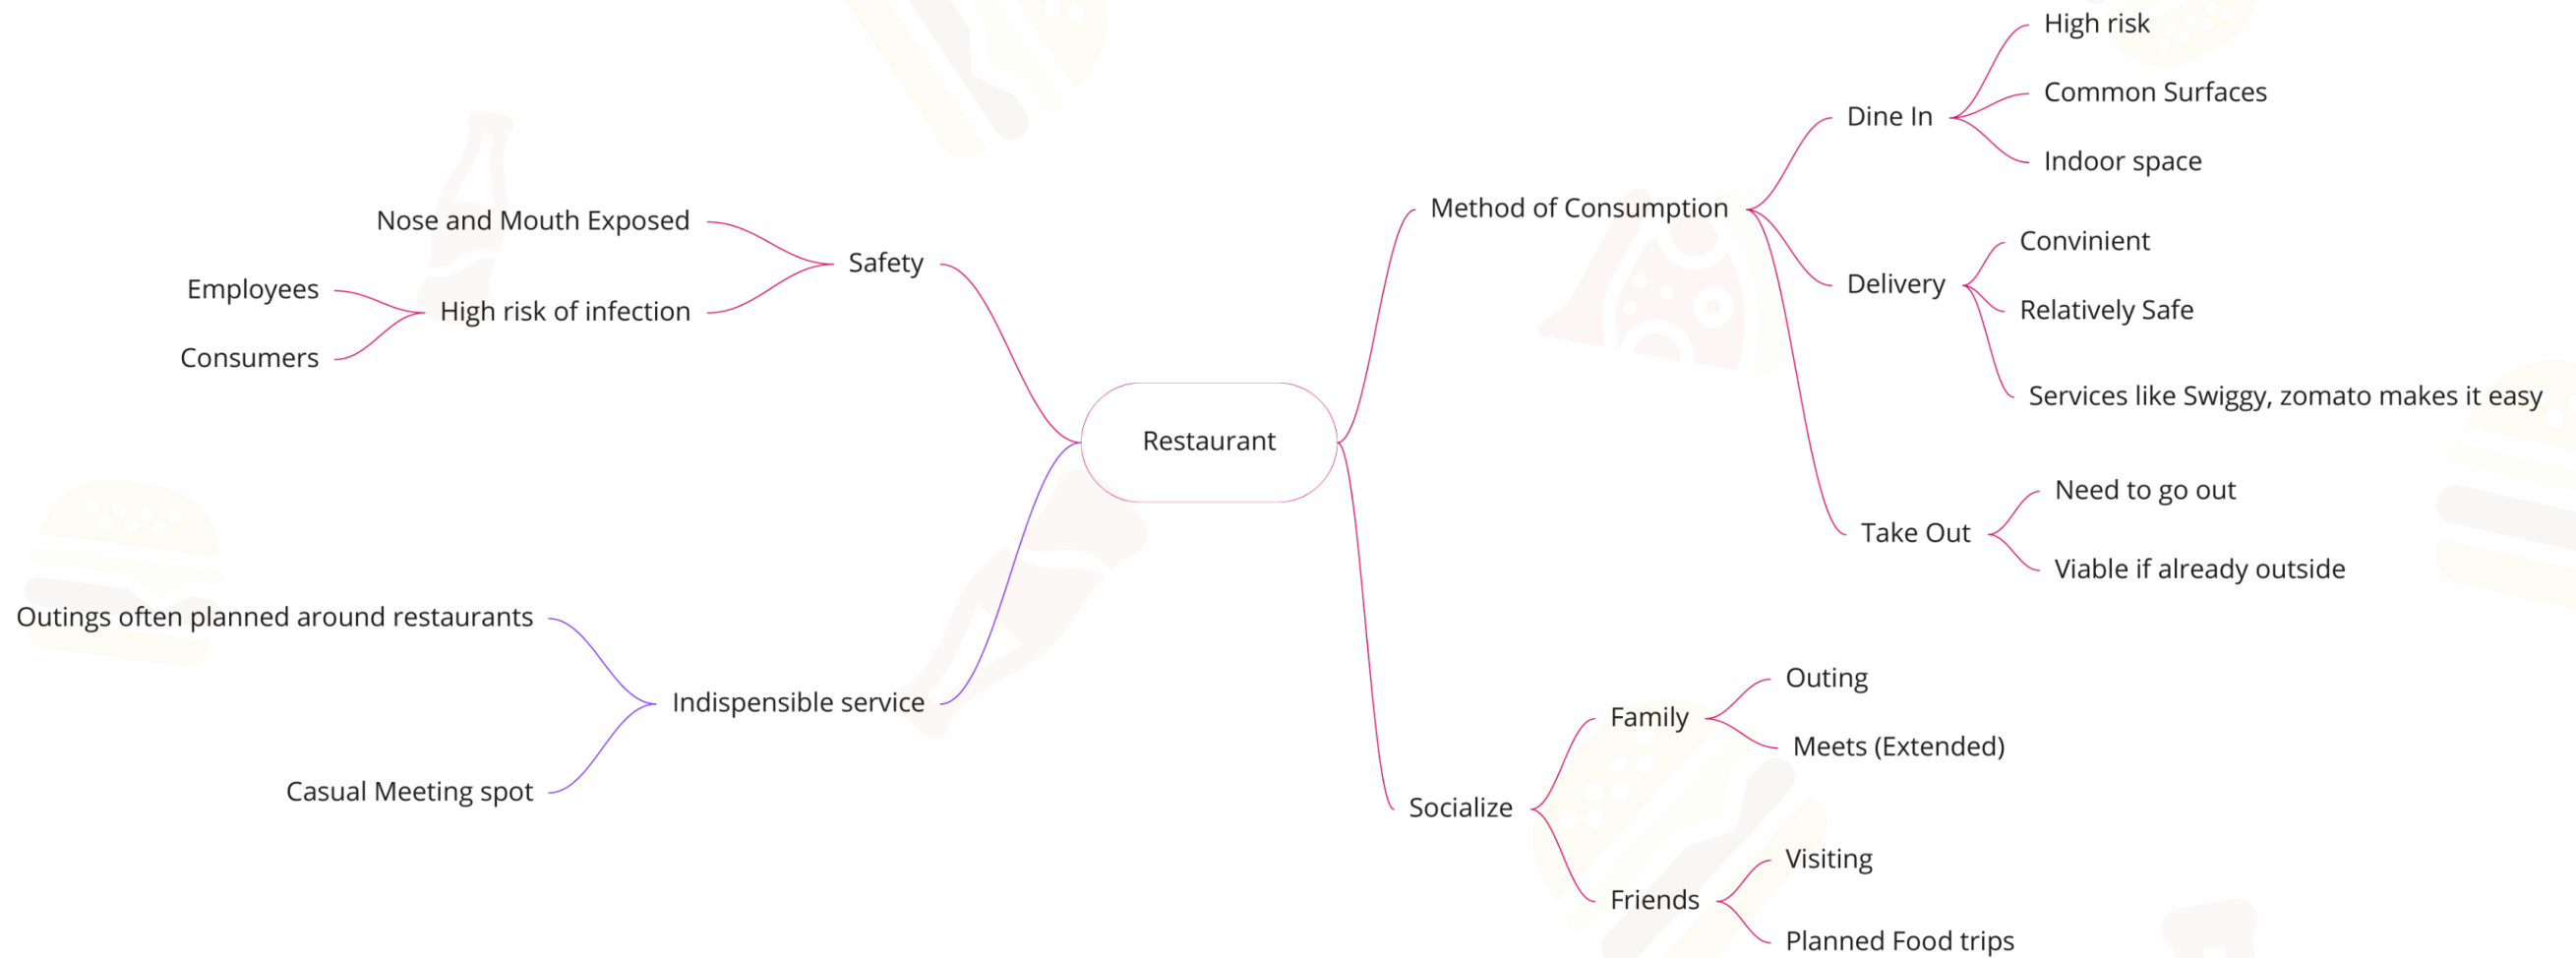 High risk
Common Surfaces
Dine In
Indoor space
Method of Consumption
Convinient
Delivery
Relatively Safe
Services like Swiggy, zomato makes it easy
Need to go out
Take Out
Viable if already outside
Nose and Mouth Exposed
Safety
Employees
High risk of infection
Consumers
Restaurant
Outings often planned around restaurants
Indispensible service
Casual Meeting spot
Outing
Family
Meets (Extended)
Socialize
Visiting
Friends
Planned Food trips